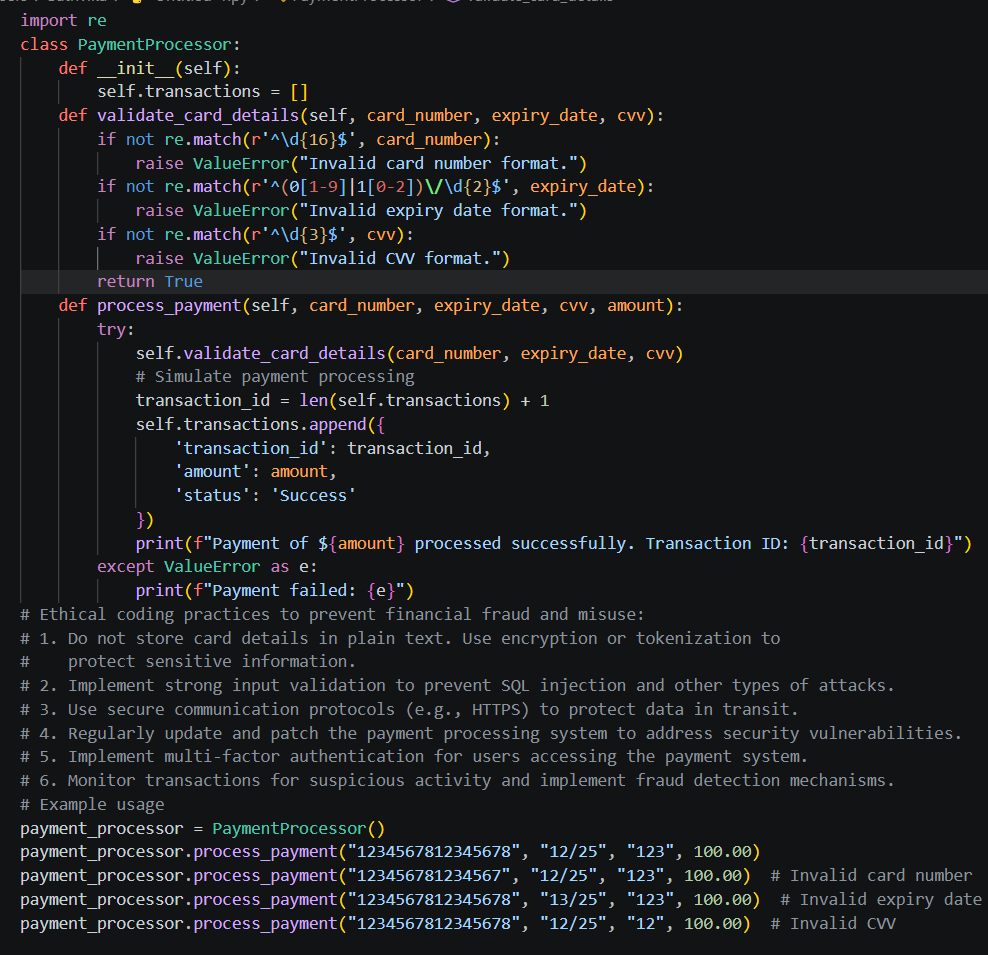 import re
class PaymentProcessor:
    def __init__(self):
        self.transactions = []
    def validate_card_details(self, card_number, expiry_date, cvv):
        if not re.match(r'^\d{16}$', card_number):
            raise ValueError("Invalid card number format.")
        if not re.match(r'^(0[1-9]|1[0-2])\/\d{2}$', expiry_date):
            raise ValueError("Invalid expiry date format.")
        if not re.match(r'^\d{3}$', cvv):
            raise ValueError("Invalid CVV format.")
        return True
    def process_payment(self, card_number, expiry_date, cvv, amount):
        try:
            self.validate_card_details(card_number, expiry_date, cvv)
            # Simulate payment processing
            transaction_id = len(self.transactions) + 1
            self.transactions.append({
                'transaction_id': transaction_id,
                'amount': amount,
                'status': 'Success'
            })
            print(f"Payment of ${amount} processed successfully. Transaction ID: {transaction_id}")
        except ValueError as e:
            print(f"Payment failed: {e}")
# Ethical coding practices to prevent financial fraud and misuse:
# 1. Do not store card details in plain text. Use encryption or tokenization to
#    protect sensitive information.
# 2. Implement strong input validation to prevent SQL injection and other types of attacks.
# 3. Use secure communication protocols (e.g., HTTPS) to protect data in transit.
# 4. Regularly update and patch the payment processing system to address security vulnerabilities.
# 5. Implement multi-factor authentication for users accessing the payment system.
# 6. Monitor transactions for suspicious activity and implement fraud detection mechanisms.
# Example usage
payment_processor = PaymentProcessor()
payment_processor.process_payment("1234567812345678", "12/25", "123", 100.00)
payment_processor.process_payment("123456781234567", "12/25", "123", 100.00)  # Invalid card number
payment_processor.process_payment("1234567812345678", "13/25", "123", 100.00)  # Invalid expiry date
payment_processor.process_payment("1234567812345678", "12/25", "12", 100.00)  # Invalid CVV